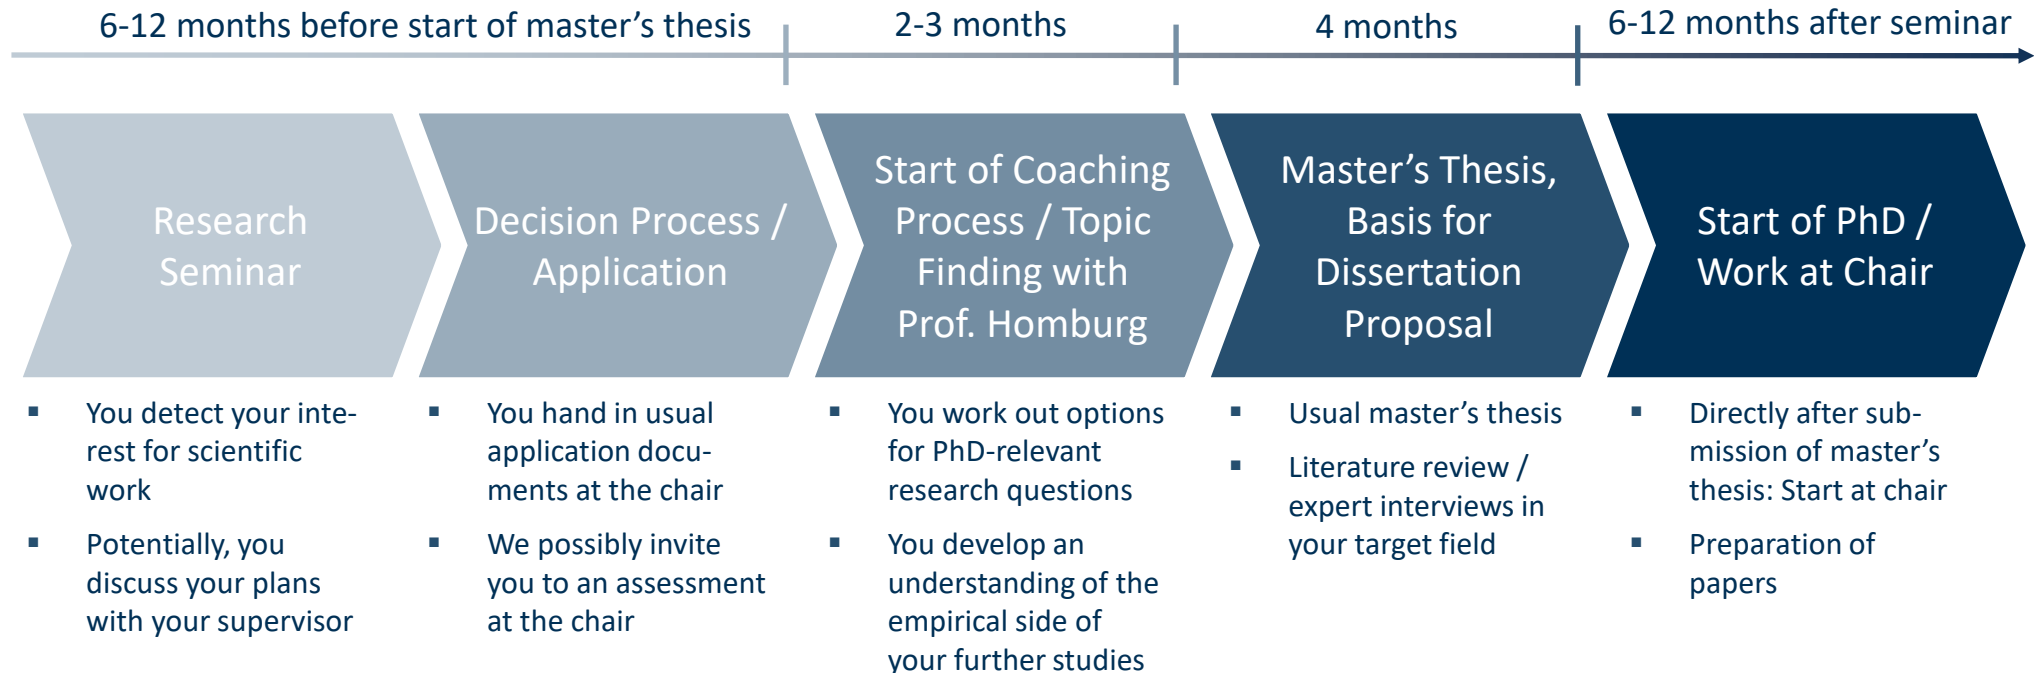 6-12 months before start of master’s thesis
2-3 months
4 months
6-12 months after seminar
Research
Seminar
Decision Process /
Application
Start of Coaching
Process / Topic
Finding with
Prof. Homburg
Master’s Thesis,
Basis for
Dissertation
Proposal
Start of PhD /
Work at Chair
▪ You detect your inte-
rest for scientific
work
▪ Potentially, you
discuss your plans
with your supervisor
▪ You hand in usual
application docu-
ments at the chair
▪ We possibly invite
you to an assessment
at the chair
▪ You work out options
for PhD-relevant
research questions
▪ You develop an
understanding of the
empirical side of
your further studies
▪ Usual master’s thesis
▪ Literature review /
expert interviews in
your target field
▪ Directly after sub-
mission of master’s
thesis: Start at chair
▪ Preparation of
papers